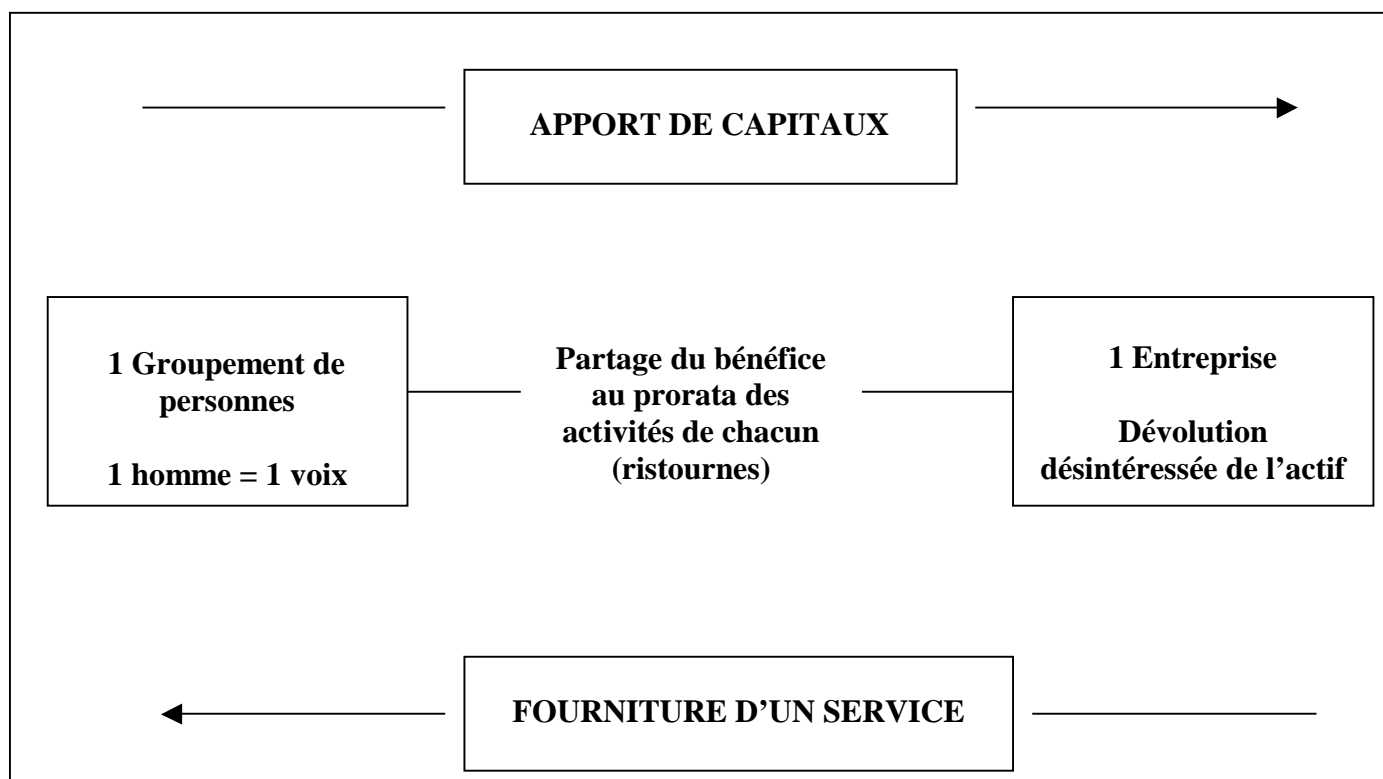 APPORT DE CAPITAUX
1 Groupement de
personnes
1 homme = 1 voix
Partage du bénéfice
au prorata des
activités de chacun
(ristournes)
1 Entreprise
Dévolution
désintéressée de l’actif
FOURNITURE D’UN SERVICE